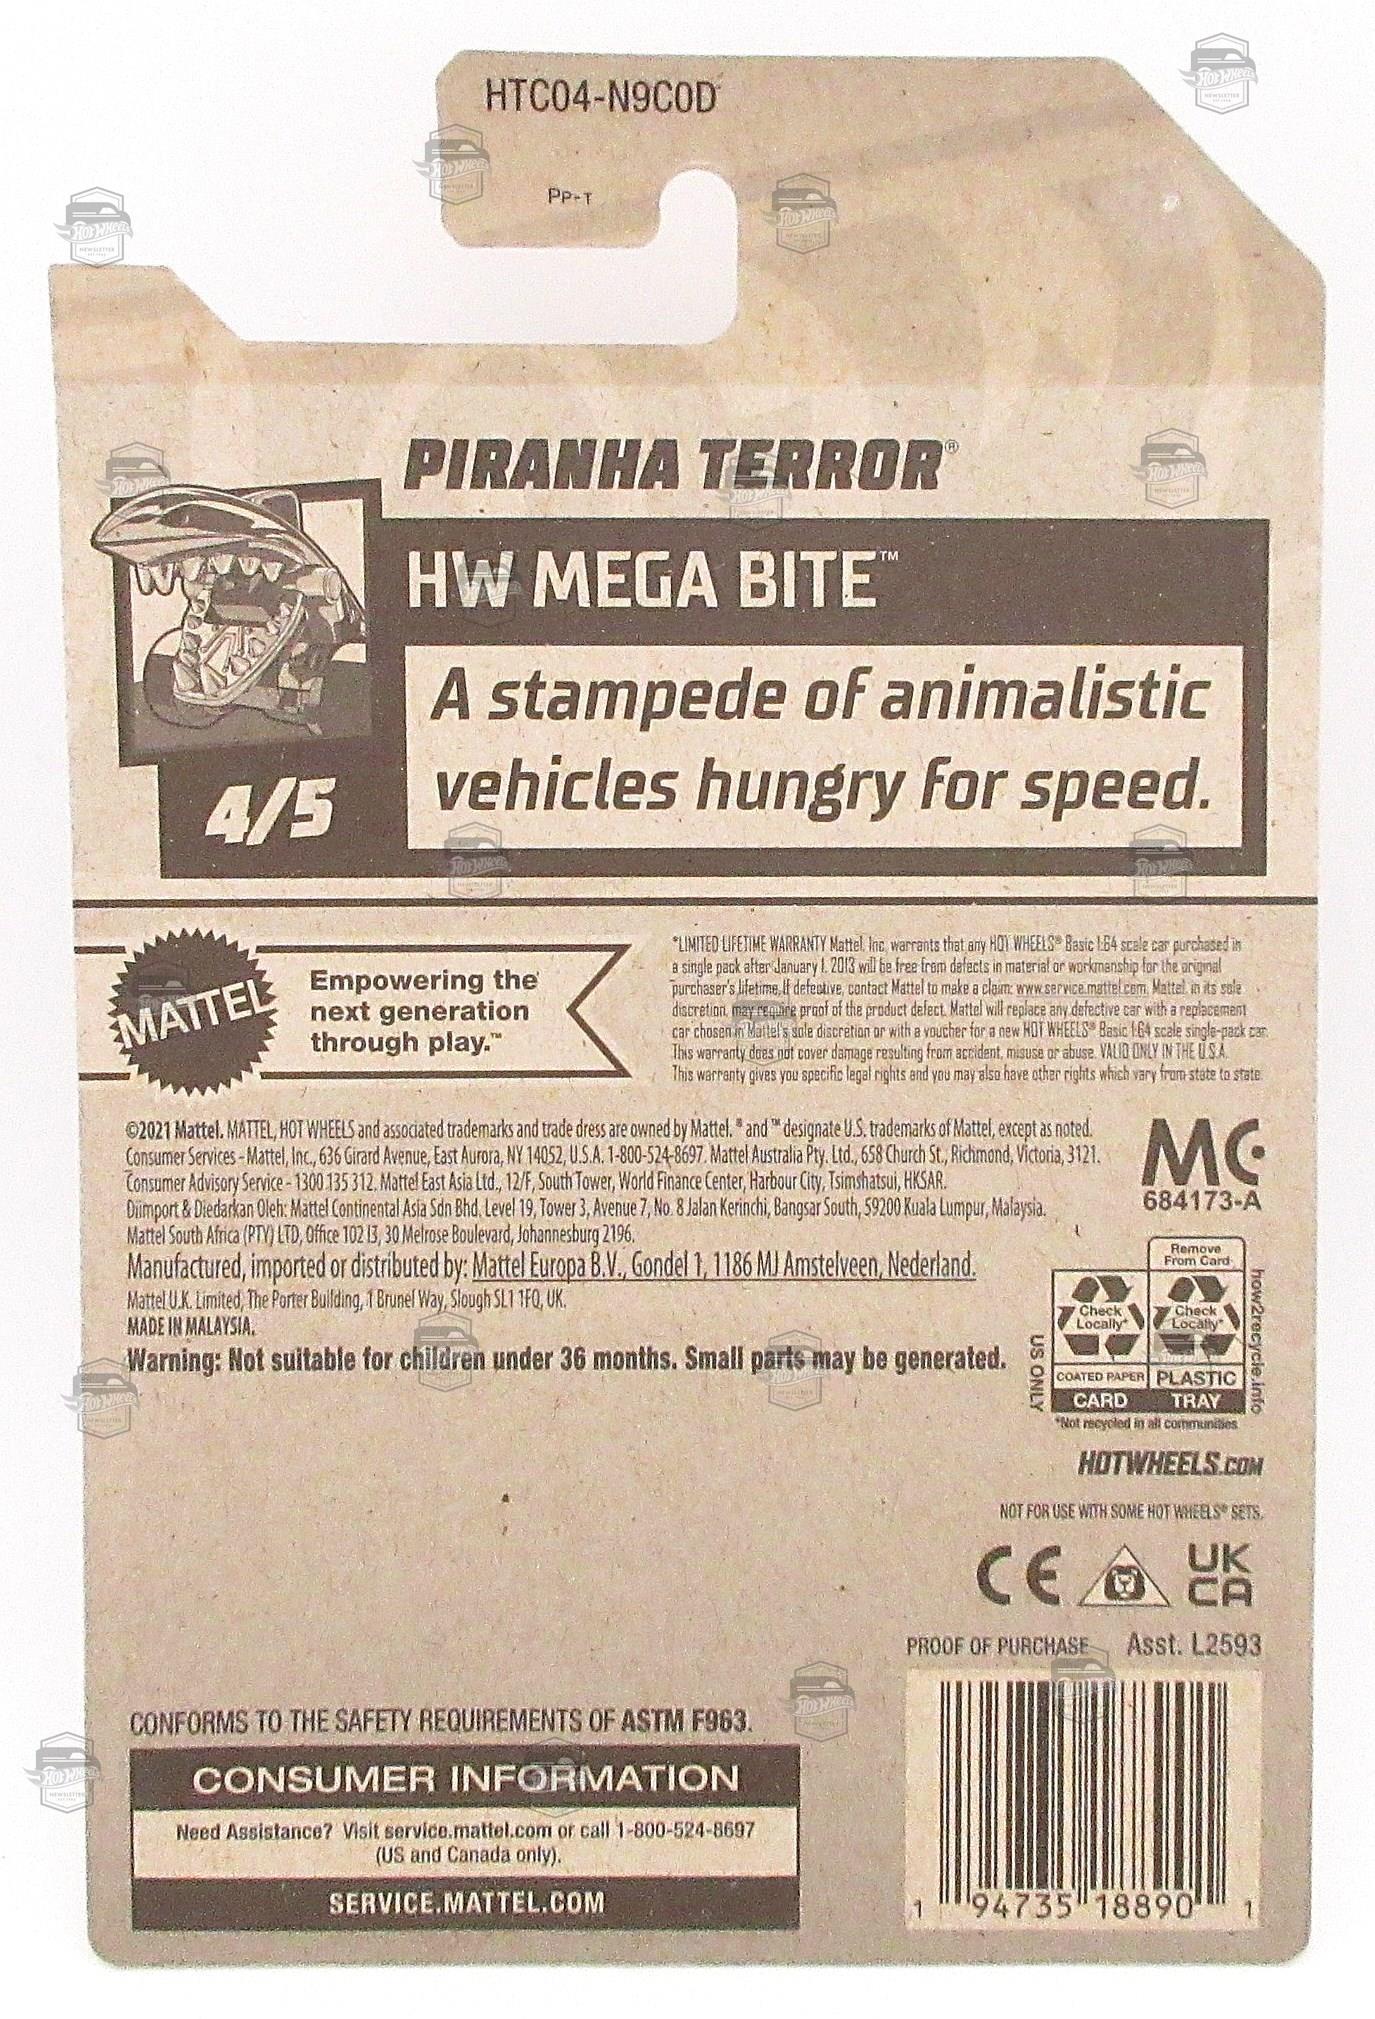 HTC04-N9C0D
PP-T
PIRANHA TERROR®
HW MEGA BITE™
A stampede of animalistic
vehicles hungry for speed.
4/5
MATTEL
Empowering the
next generation
through play.™
*LIMITED LIFETIME WARRANTY Mattel, Inc. warrants that any HOT WHEELS® Basic 1:64 scale car purchased in
a single pack after January 1, 2013 will be free from defects in material or workmanship for the original
purchaser's lifetime. If defective, contact Mattel to make a claim: www.service.mattel.com. Mattel, in its sole
discretion, may require proof of the product defect. Mattel will replace any defective car with a replacement
car chosen in Mattel's sole discretion or with a voucher for a new HOT WHEELS® Basic 1:64 scale single-pack car.
This warranty does not cover damage resulting from accident, misuse or abuse. VALID ONLY IN THE U.S.A.
This warranty gives you specific legal rights and you may also have other rights which vary from state to state.
©2021 Mattel. MATTEL, HOT WHEELS and associated trademarks and trade dress are owned by Mattel. ® and ™ designate U.S. trademarks of Mattel, except as noted.
Consumer Services - Mattel, Inc., 636 Girard Avenue, East Aurora, NY 14052, U.S.A. 1-800-524-8697. Mattel Australia Pty. Ltd., 658 Church St., Richmond, Victoria, 3121.
Consumer Advisory Service - 1300 135 312. Mattel East Asia Ltd., 12/F, South Tower, World Finance Center, Harbour City, Tsimshatsui, HKSAR.
Diimport & Diedarkan Oleh: Mattel Continental Asia Sdn Bhd. Level 19, Tower 3, Avenue 7, No. 8 Jalan Kerinchi, Bangsar South, 59200 Kuala Lumpur, Malaysia.
Mattel South Africa (PTY) LTD, Office 102 I3, 30 Melrose Boulevard, Johannesburg 2196.
Manufactured, imported or distributed by: Mattel Europa B.V., Gondel 1, 1186 MJ Amstelveen, Nederland.
Mattel U.K. Limited, The Porter Building, 1 Brunel Way, Slough SL1 1FQ, UK.
MADE IN MALAYSIA.
Warning: Not suitable for children under 36 months. Small parts may be generated.
MC
684173-A
Remove
From Card
Check
Locally*
Check
Locally*
COATED PAPER
PLASTIC
CARD
TRAY
US ONLY
how2recycle.info
*Not recycled in all communities
HOTWHEELS.COM
NOT FOR USE WITH SOME HOT WHEELS® SETS.
CE
UK
CA
PROOF OF PURCHASE Asst. L2593
1 94735 18890 1
CONFORMS TO THE SAFETY REQUIREMENTS OF ASTM F963.
CONSUMER INFORMATION
Need Assistance? Visit service.mattel.com or call 1-800-524-8697
(US and Canada only).
SERVICE.MATTEL.COM
Hot Wheels
NEWSLETTER